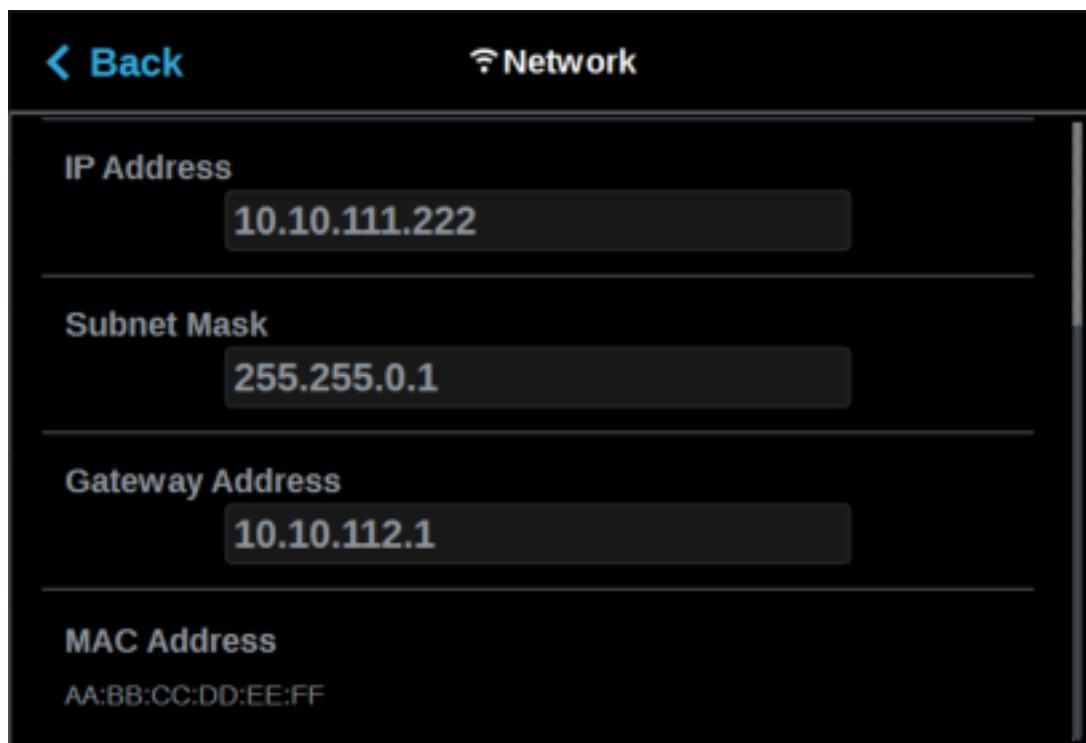 Back
Network
IP Address
10.10.111.222
Subnet Mask
255.255.0.1
Gateway Address
10.10.112.1
MAC Address
AA:BB:CC:DD:EE:FF